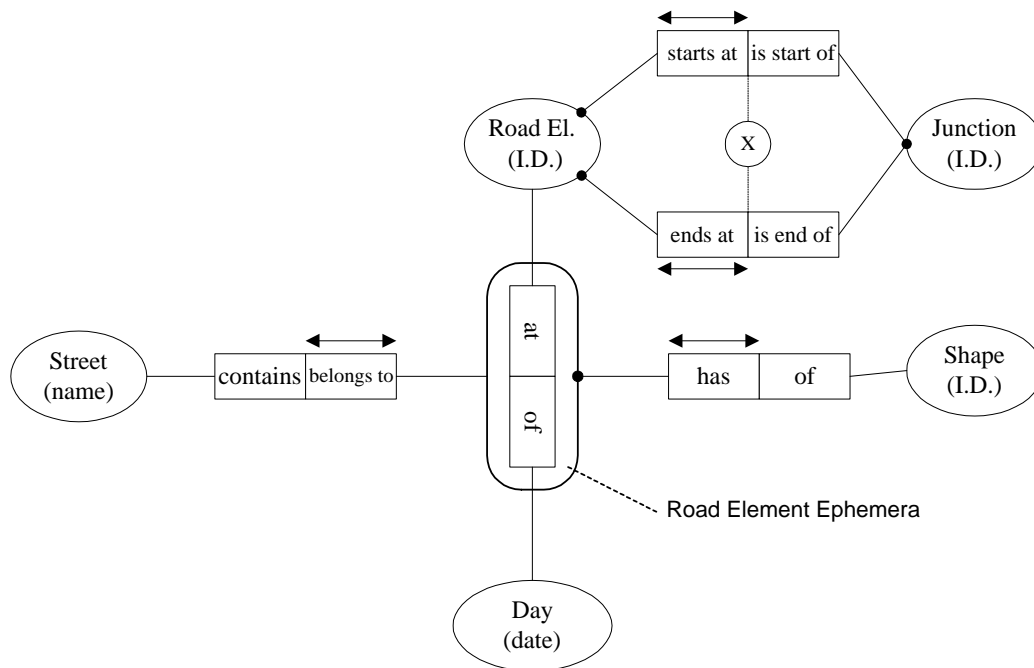 starts at
is start of
Road El.
(I.D.)
X
Junction
(I.D.)
ends at
is end of
at
Street
(name)
contains
belongs to
has
of
Shape
(I.D.)
of
Road Element Ephemera
Day
(date)